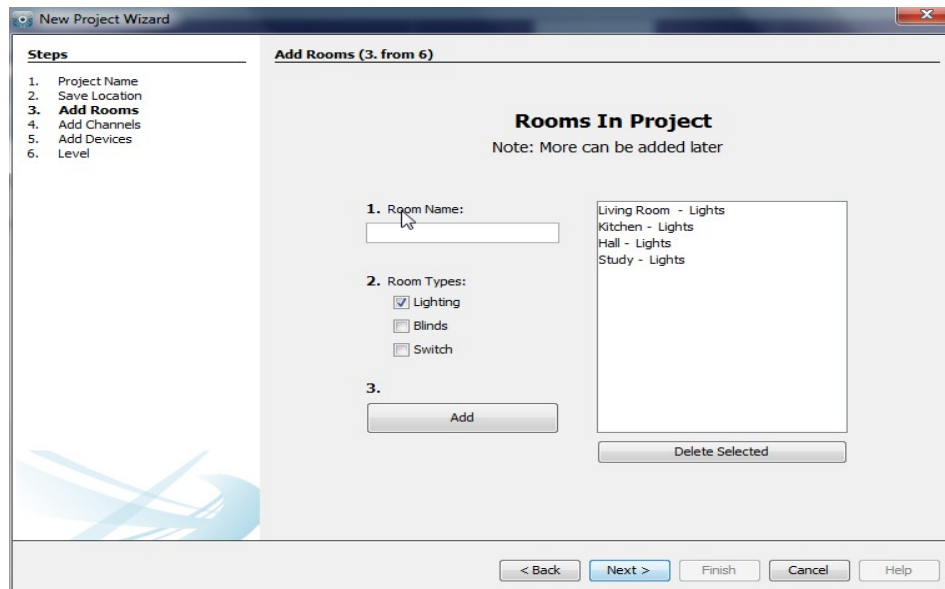 New Project Wizard
Steps
1. Project Name
2. Save Location
3. Add Rooms
4. Add Channels
5. Add Devices
6. Level
Add Rooms (3. from 6)
Rooms In Project
Note: More can be added later
1. Room Name:
2. Room Types:
Lighting
Blinds
Switch
3.
Add
Living Room - Lights
Kitchen - Lights
Hall - Lights
Study - Lights
Delete Selected
< Back Next > Finish Cancel Help